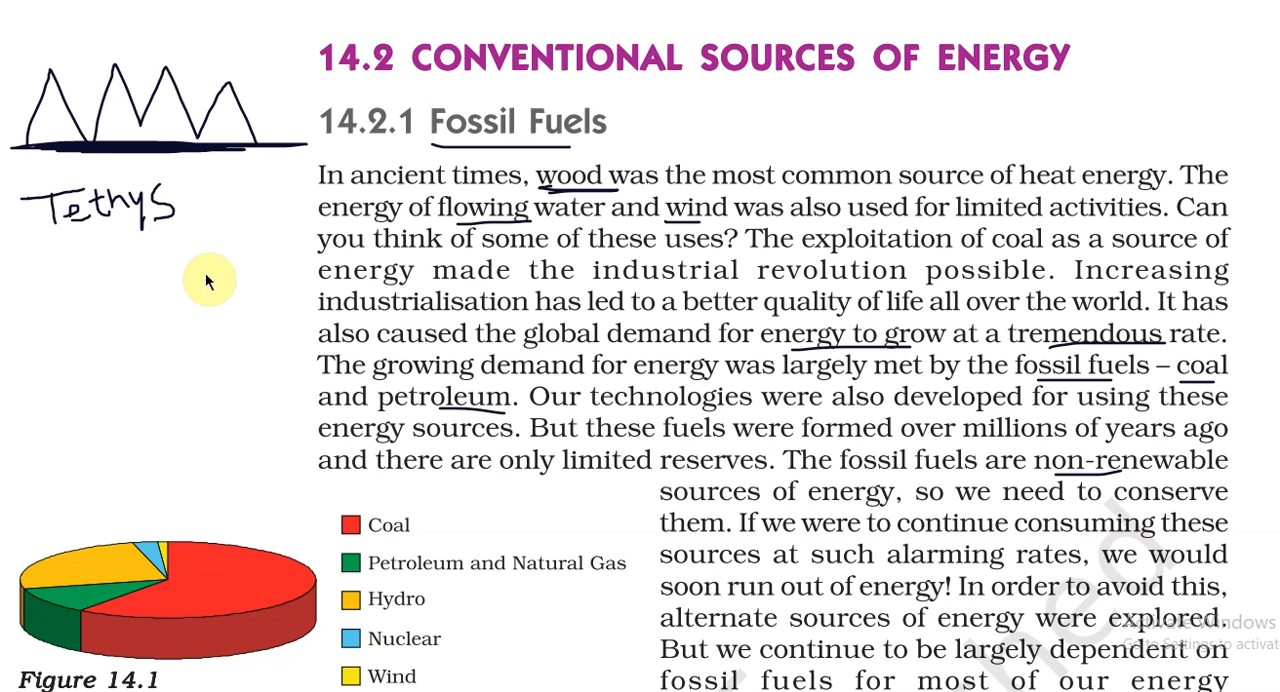 14.2 CONVENTIONAL SOURCES OF ENERGY
14.2.1 Fossil Fuels
Tethys
In ancient times, wood was the most common source of heat energy. The
energy of flowing water and wind was also used for limited activities. Can
you think of some of these uses? The exploitation of coal as a source of
energy made the industrial revolution possible. Increasing
industrialisation has led to a better quality of life all over the world. It has
also caused the global demand for energy to grow at a tremendous rate.
The growing demand for energy was largely met by the fossil fuels – coal
and petroleum. Our technologies were also developed for using these
energy sources. But these fuels were formed over millions of years ago
and there are only limited reserves. The fossil fuels are non-renewable
sources of energy, so we need to conserve
them. If we were to continue consuming these
sources at such alarming rates, we would
soon run out of energy! In order to avoid this,
alternate sources of energy were explored.
But we continue to be largely dependent on
fossil fuels for most of our energy
Coal
Petroleum and Natural Gas
Hydro
Nuclear
Wind
Figure 14.1
Activate Windows
Go to Settings to activat